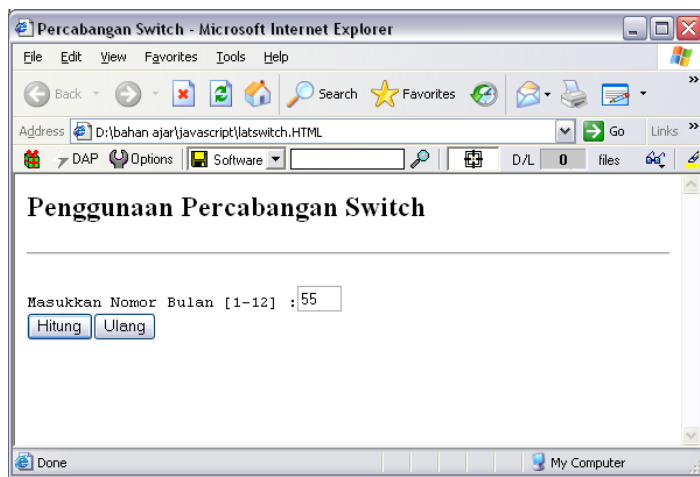 Percabangan Switch - Microsoft Internet Explorer
File Edit View Favorites Tools Help
Back Search Favorites »
Address D:\bahan ajar\javascript\latswitch.HTML Go Links »
DAP Options Software D/L 0 files
Penggunaan Percabangan Switch
Masukkan Nomor Bulan [1-12] :55
Hitung Ulang
Done My Computer